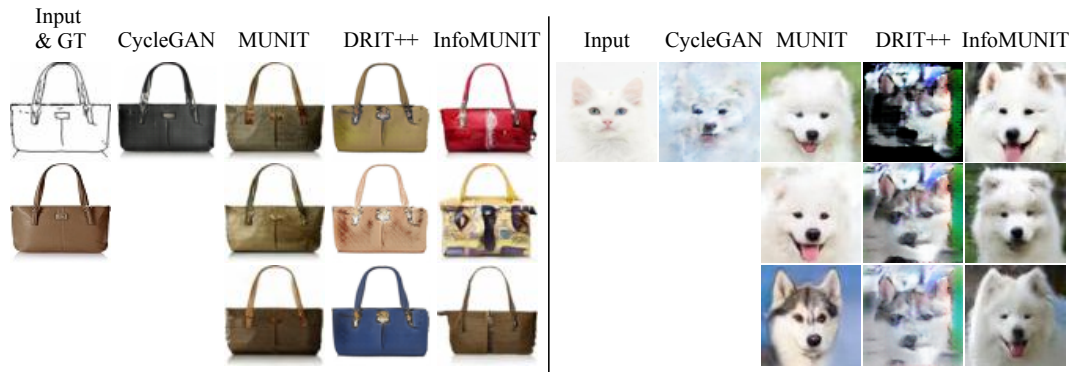 Input
& GT CycleGAN MUNIT DRIT++ InfoMUNIT
Input CycleGAN MUNIT DRIT++ InfoMUNIT